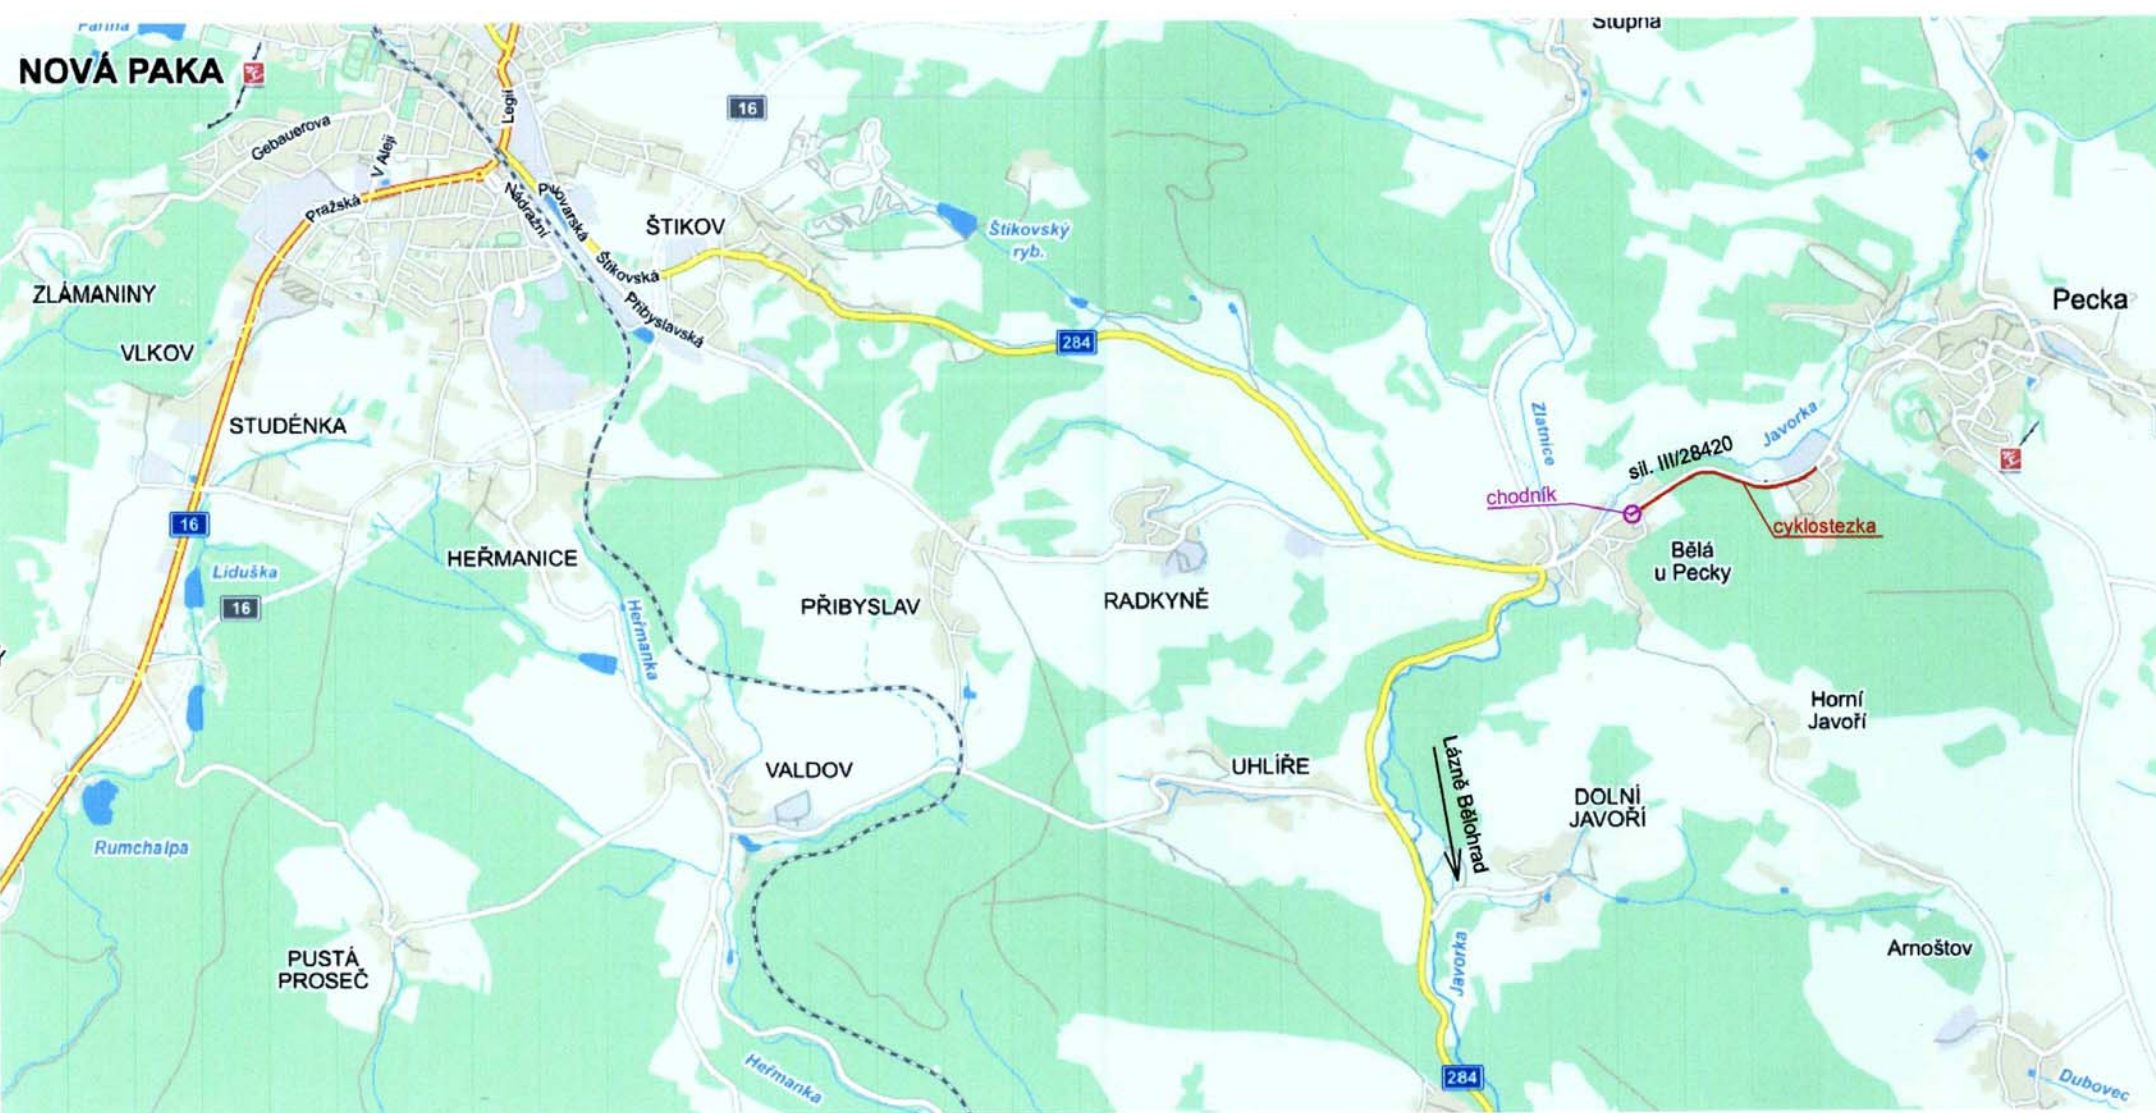 Stupná
NOVÁ PAKA
16
Legií
Gebauerova
V Aleji
Pražská
Nádražní
Pivovarská
ŠTIKOV
Štikovský
ryb.
Štikovská
Přibyslavská
ZLÁMANINY
VLKOV
Pecka
284
STUDÉNKA
Zlatnice
Javorka
sil. III/28420
chodník
cyklostezka
16
HEŘMANICE
Bělá
u Pecky
Liduška
16
Heřmanka
PŘIBYSLAV
RADKYNĚ
Horní
Javoří
VALDOV
UHLÍŘE
Lázně Bělohrad
DOLNÍ
JAVOŘÍ
Rumchalpa
PUSTÁ
PROSEČ
Javorka
Arnoštov
Heřmanka
284
Dubovec